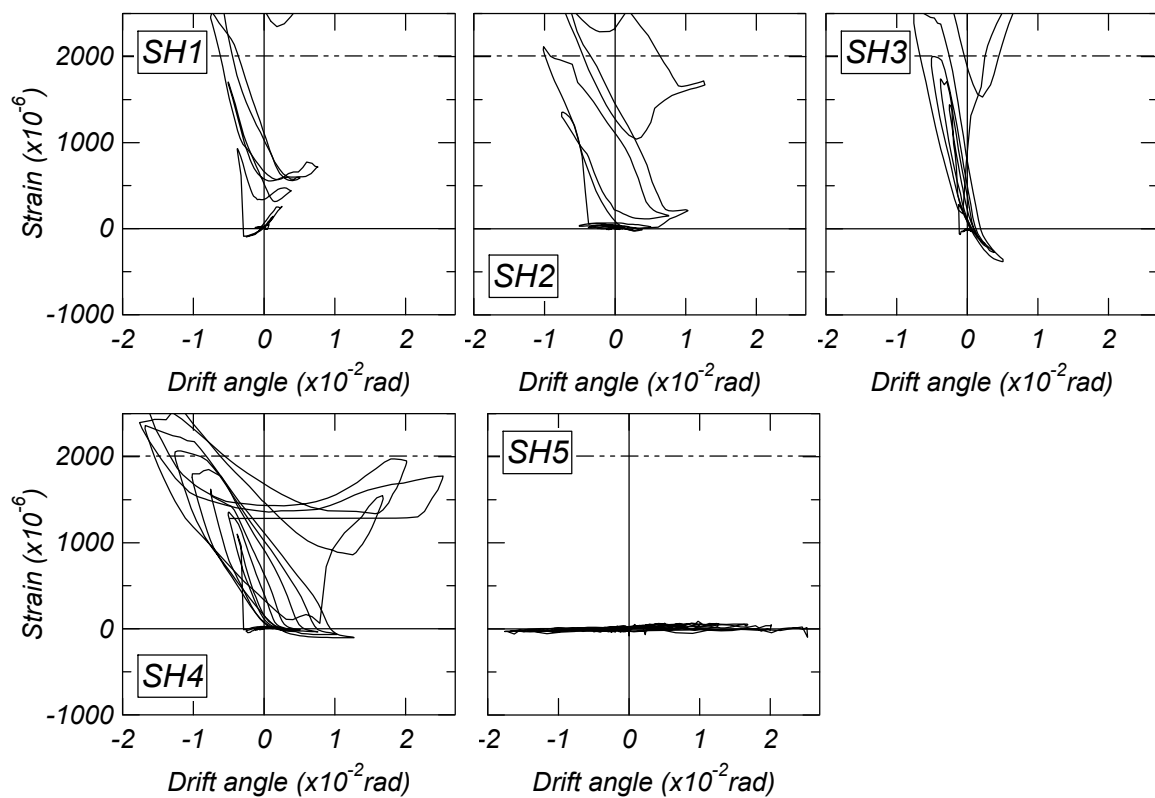 SH1
SH2
SH3
Strain (x10-6)
2000
1000
0
-1000
-2 -1 0 1 2
-2 -1 0 1 2
-2 -1 0 1 2
Drift angle (x10-2rad)
Drift angle (x10-2rad)
Drift angle (x10-2rad)
SH4
SH5
Strain (x10-6)
2000
1000
0
-1000
-2 -1 0 1 2
-2 -1 0 1 2
Drift angle (x10-2rad)
Drift angle (x10-2rad)